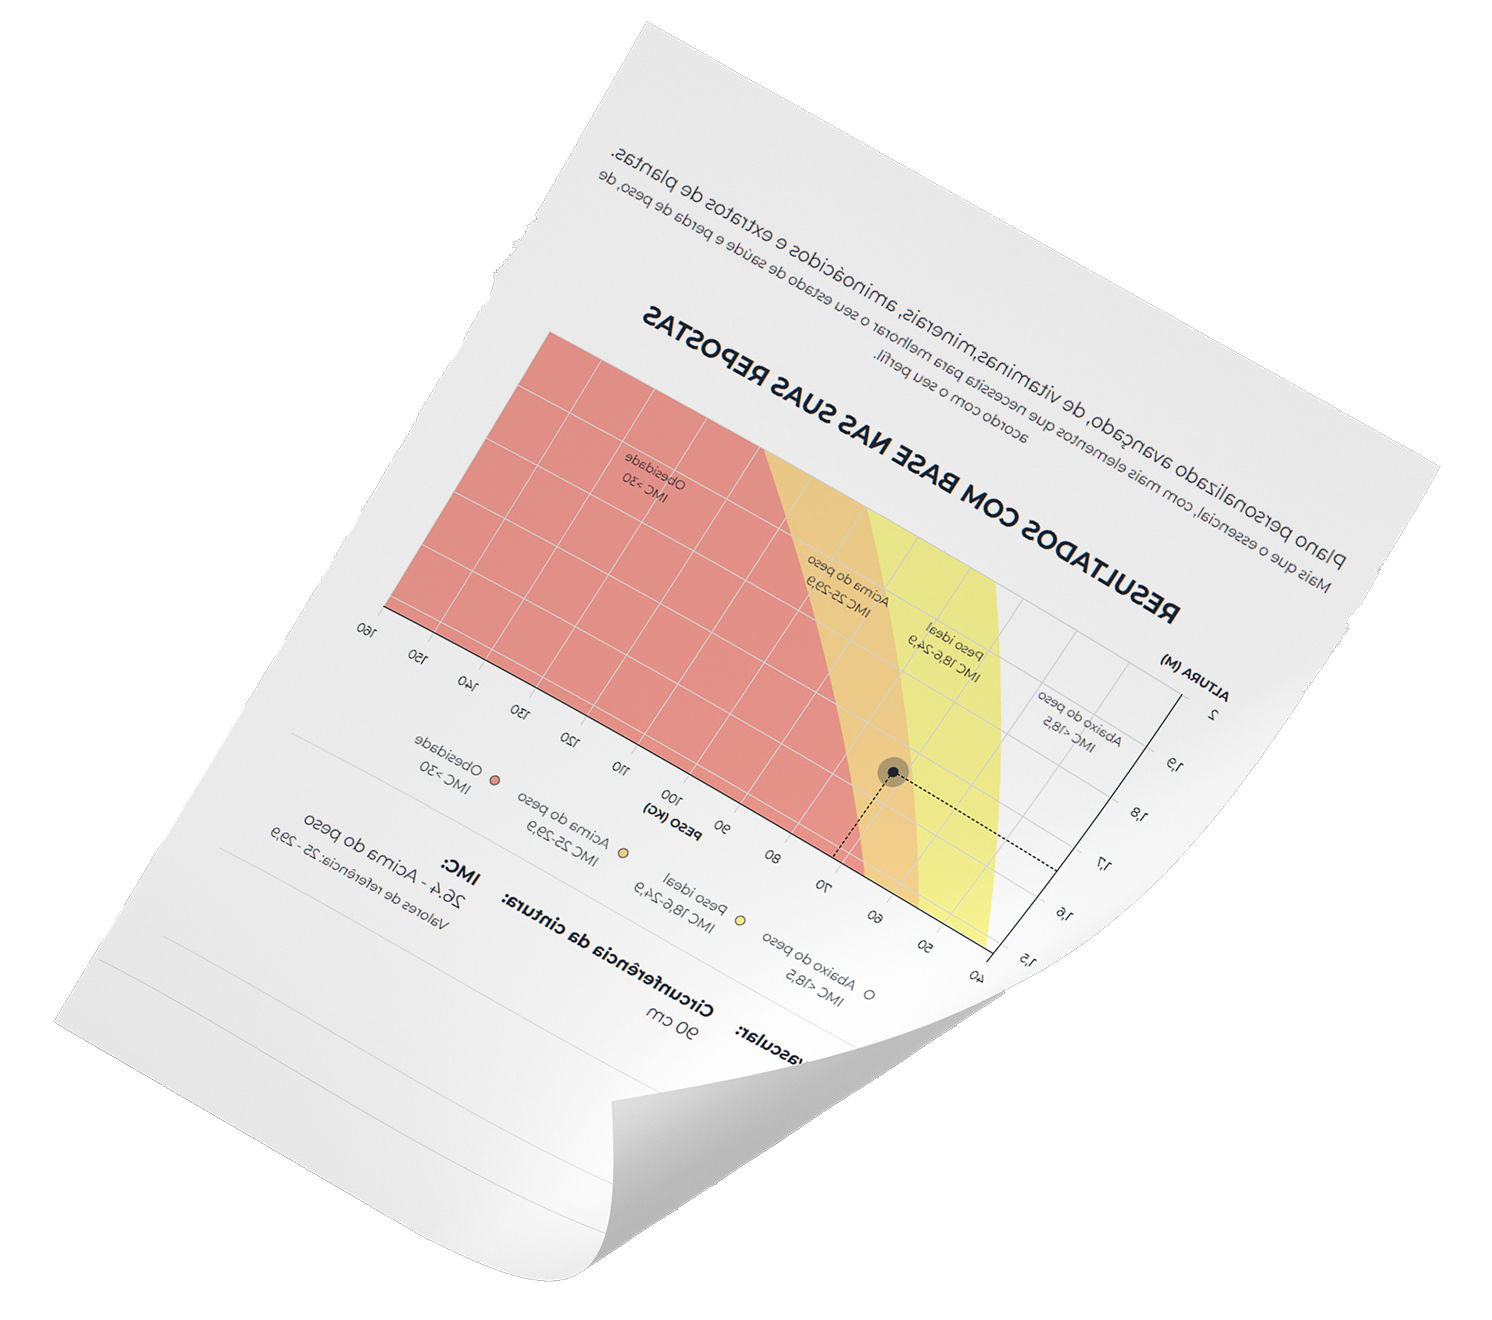 Plano personalizado avançado, de vitaminas,minerais, aminoácidos e extratos de plantas.
Mais que o essencial, com mais elementos que necessita para melhorar o seu estado de saúde e perda de peso, de
acordo com o seu perfil.
RESULTADOS COM BASE NAS SUAS REPOSTAS
ALTURA (M)
2
1,9
1,8
1,7
1,6
1,5
Abaixo do peso
IMC <18,5
Peso ideal
IMC 18,6-24,9
Acima do peso
IMC 25-29,9
Obesidade
IMC >30
40
50
60
70
80
90
100
110
120
130
140
150
160
PESO (KG)
Abaixo do peso
IMC <18,5
Peso ideal
IMC 18,6-24,9
Acima do peso
IMC 25-29,9
Obesidade
IMC >30
vascular:
Circunferência da cintura:
90 cm
IMC:
26.4 - Acima do peso
Valores de referência: 25 - 29,9